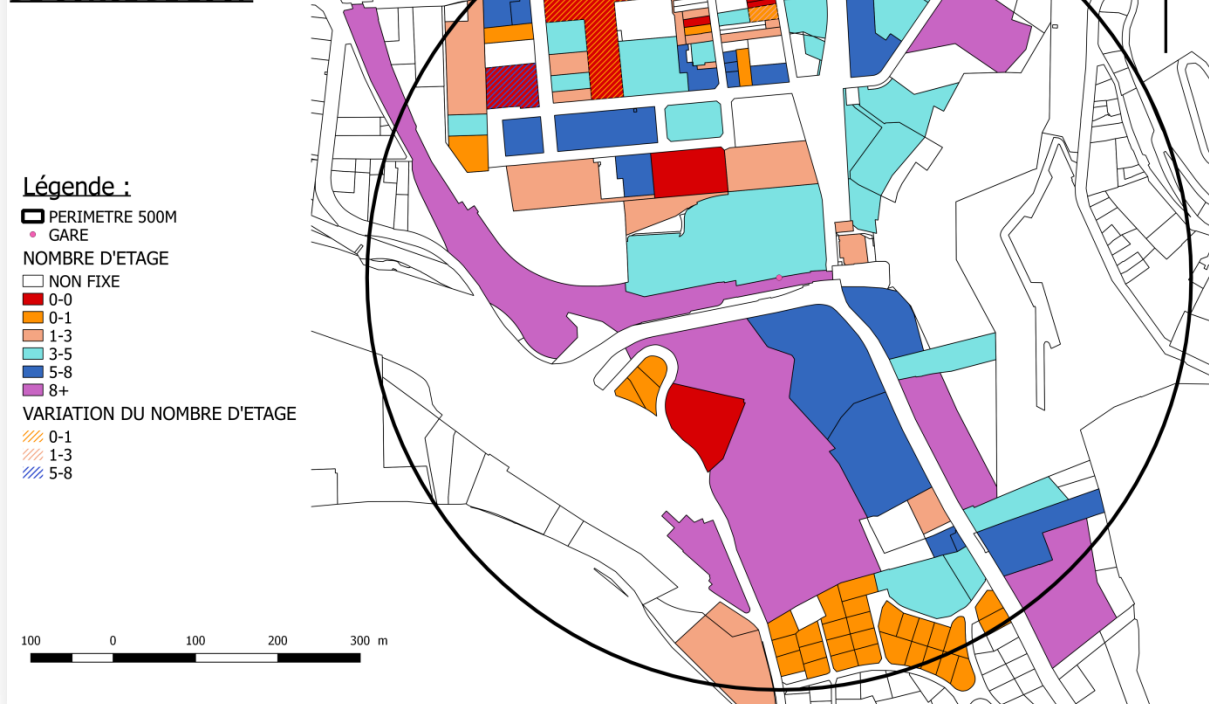 Légende :
PERIMETRE 500M
GARE
NOMBRE D'ETAGE
NON FIXE
0-0
0-1
1-3
3-5
5-8
8+
VARIATION DU NOMBRE D'ETAGE
0-1
1-3
5-8
100 0 100 200 300 m